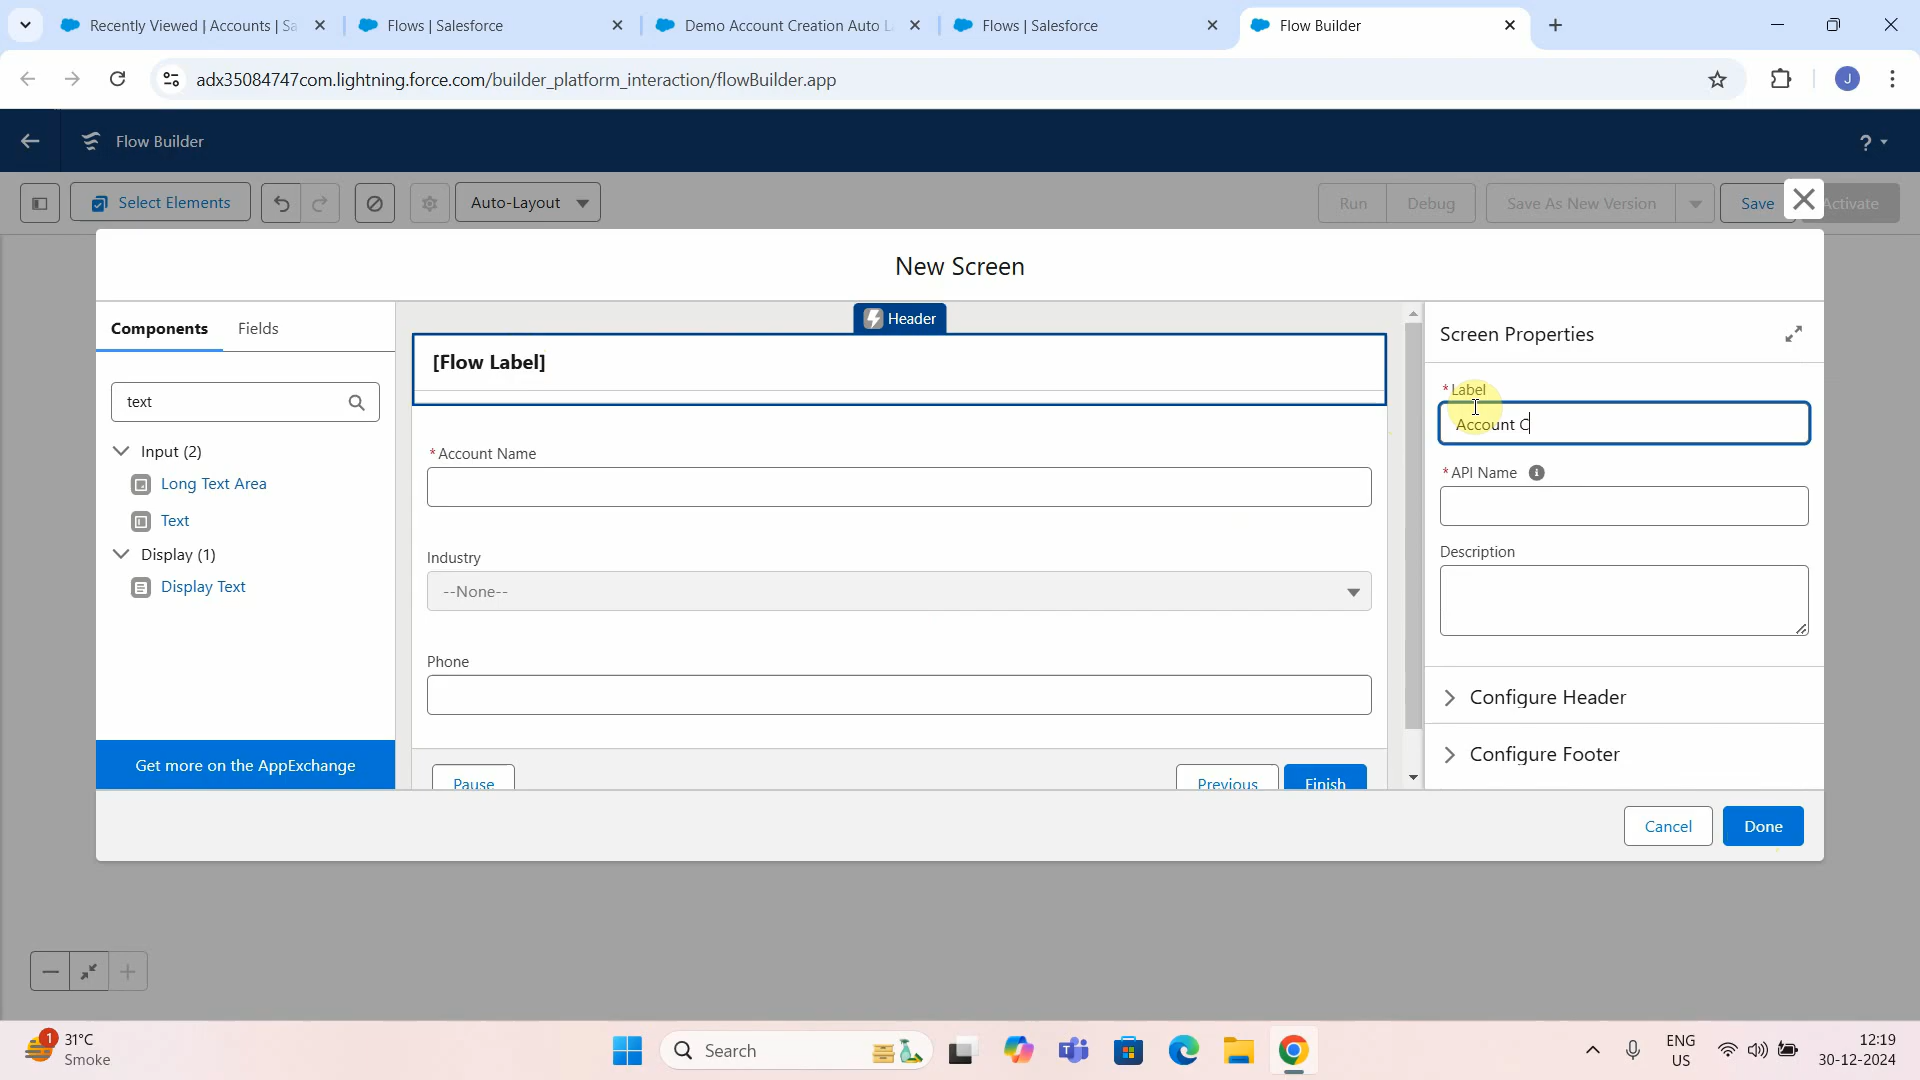 Recently Viewed | Accounts | Sa
Flows | Salesforce
Demo Account Creation Auto L
Flows | Salesforce
Flow Builder
adx35084747com.lightning.force.com/builder_platform_interaction/flowBuilder.app
J
Flow Builder
?
Select Elements
Auto-Layout
Run
Debug
Save As New Version
Save
Activate
New Screen
Components
Fields
text
Input (2)
Long Text Area
Text
Display (1)
Display Text
Get more on the AppExchange
Header
[Flow Label]
*Account Name
Industry
--None--
Phone
Pause
Previous
Finish
Screen Properties
*Label
Account C
*API Name
Description
Configure Header
Configure Footer
Cancel
Done
1
31°C
Smoke
Search
ENG
US
12:19
30-12-2024